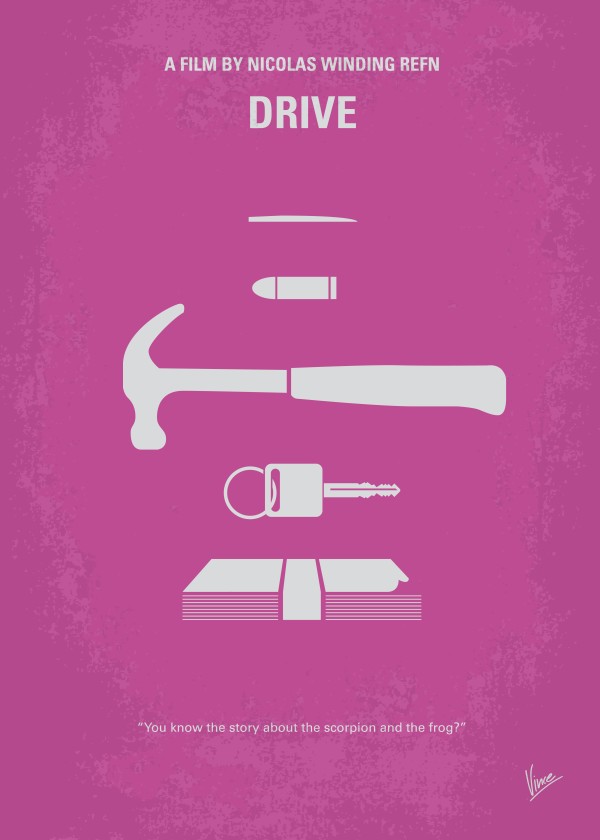 A FILM BY NICOLAS WINDING REFN
DRIVE
“You know the story about the scorpion and the frog?”
Vince